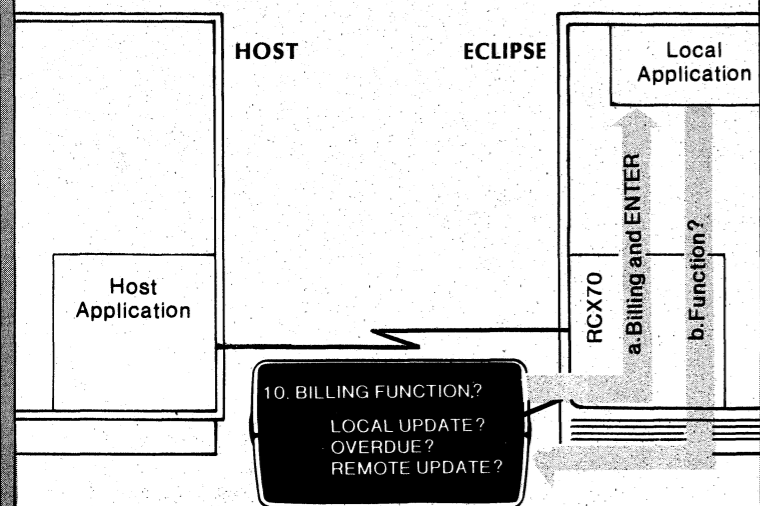 HOST
ECLIPSE
Local
Application
Host
Application
RCX70
a. Billing and ENTER
b. Function?
10. BILLING FUNCTION?
LOCAL UPDATE?
OVERDUE?
REMOTE UPDATE?